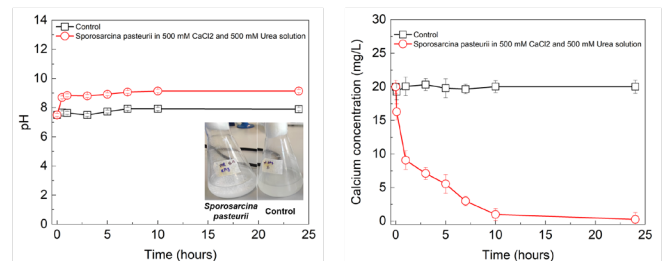 Control
Sporosarcina pasteurii in 500 mM CaCl2 and 500 mM Urea solution
14
12
10
8
6
4
2
0
pH
0 5 10 15 20 25
Time (hours)
Sporosarcina
pasteurii
Control
Control
Sporosarcina pasteurii in 500 mM CaCl2 and 500 mM Urea solution
30
25
20
15
10
5
0
Calcium concentration (mg/L)
0 5 10 15 20 25
Time (hours)